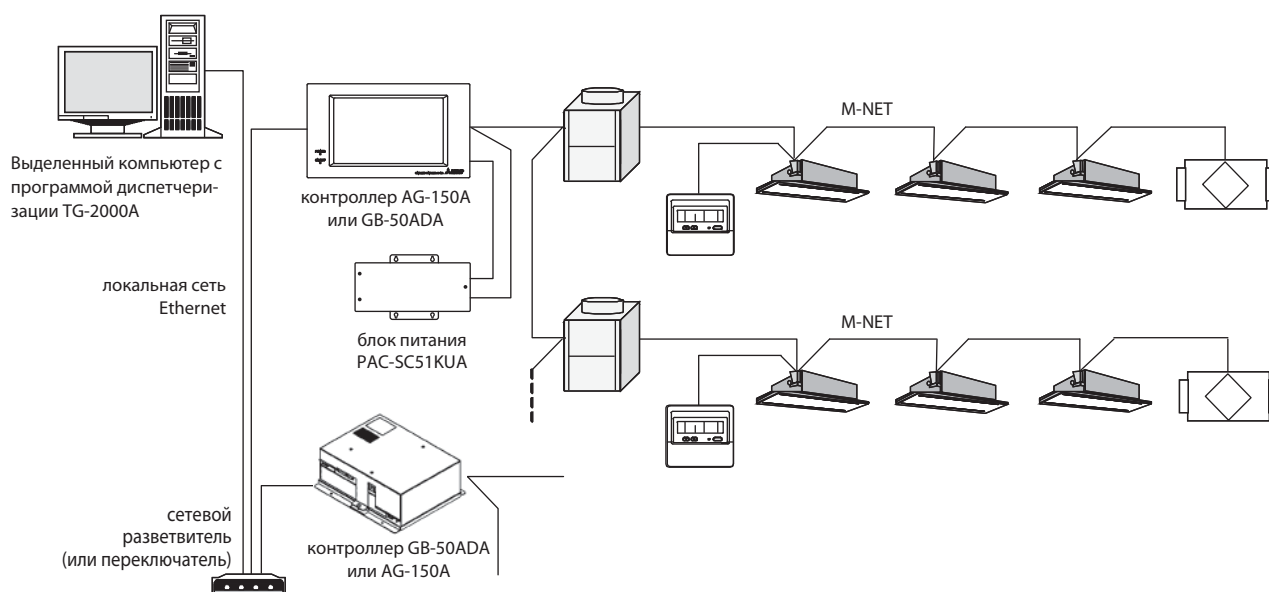 M-NET
Выделенный компьютер с
программой диспетчери-
зации TG-2000A
контроллер AG-150A
или GB-50ADA
локальная сеть
Ethernet
блок питания
PAC-SC51KUA
M-NET
сетевой
разветвитель
(или переключатель)
контроллер GB-50ADA
или AG-150A